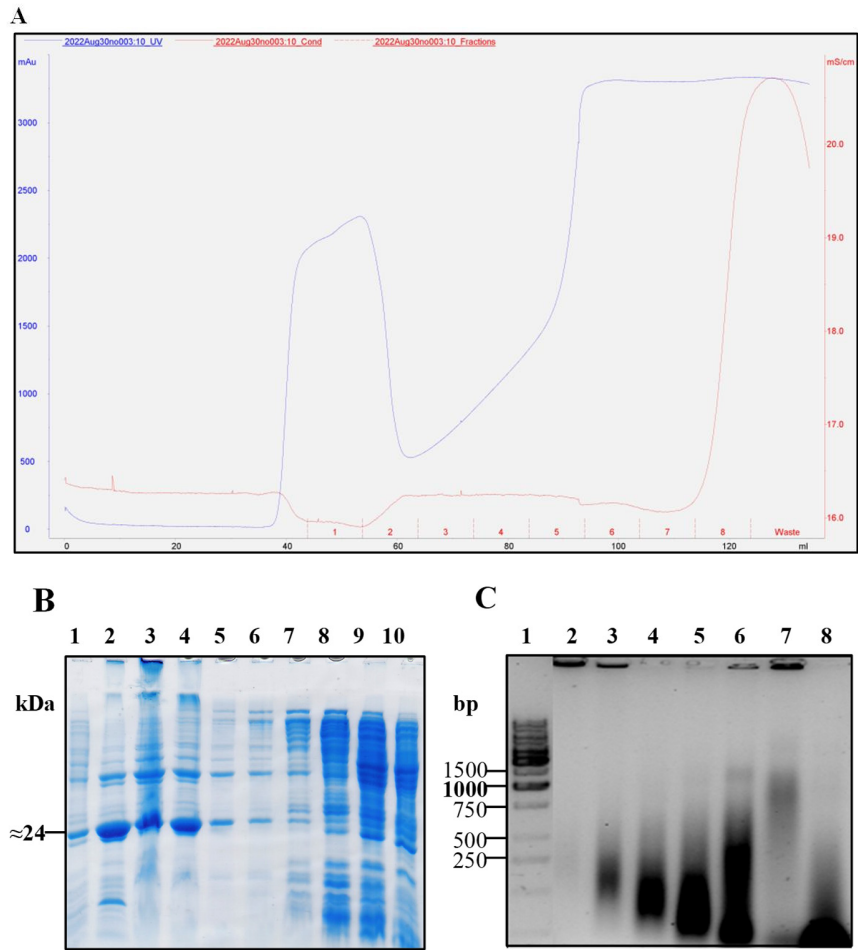 A
2022Aug30no003:10_UV 2022Aug30no003:10_Cond 2022Aug30no003:10_Fractions
mAu mS/cm
3000
20.0
2500
19.0
2000
1500
18.0
1000
17.0
500
16.0
0
1 2 3 4 5 6 7 8 Waste
0 20 40 60 80 100 120 ml
B
1 2 3 4 5 6 7 8 9 10
kDa
≈24
C
1 2 3 4 5 6 7 8
bp
1500
1000
750
500
250